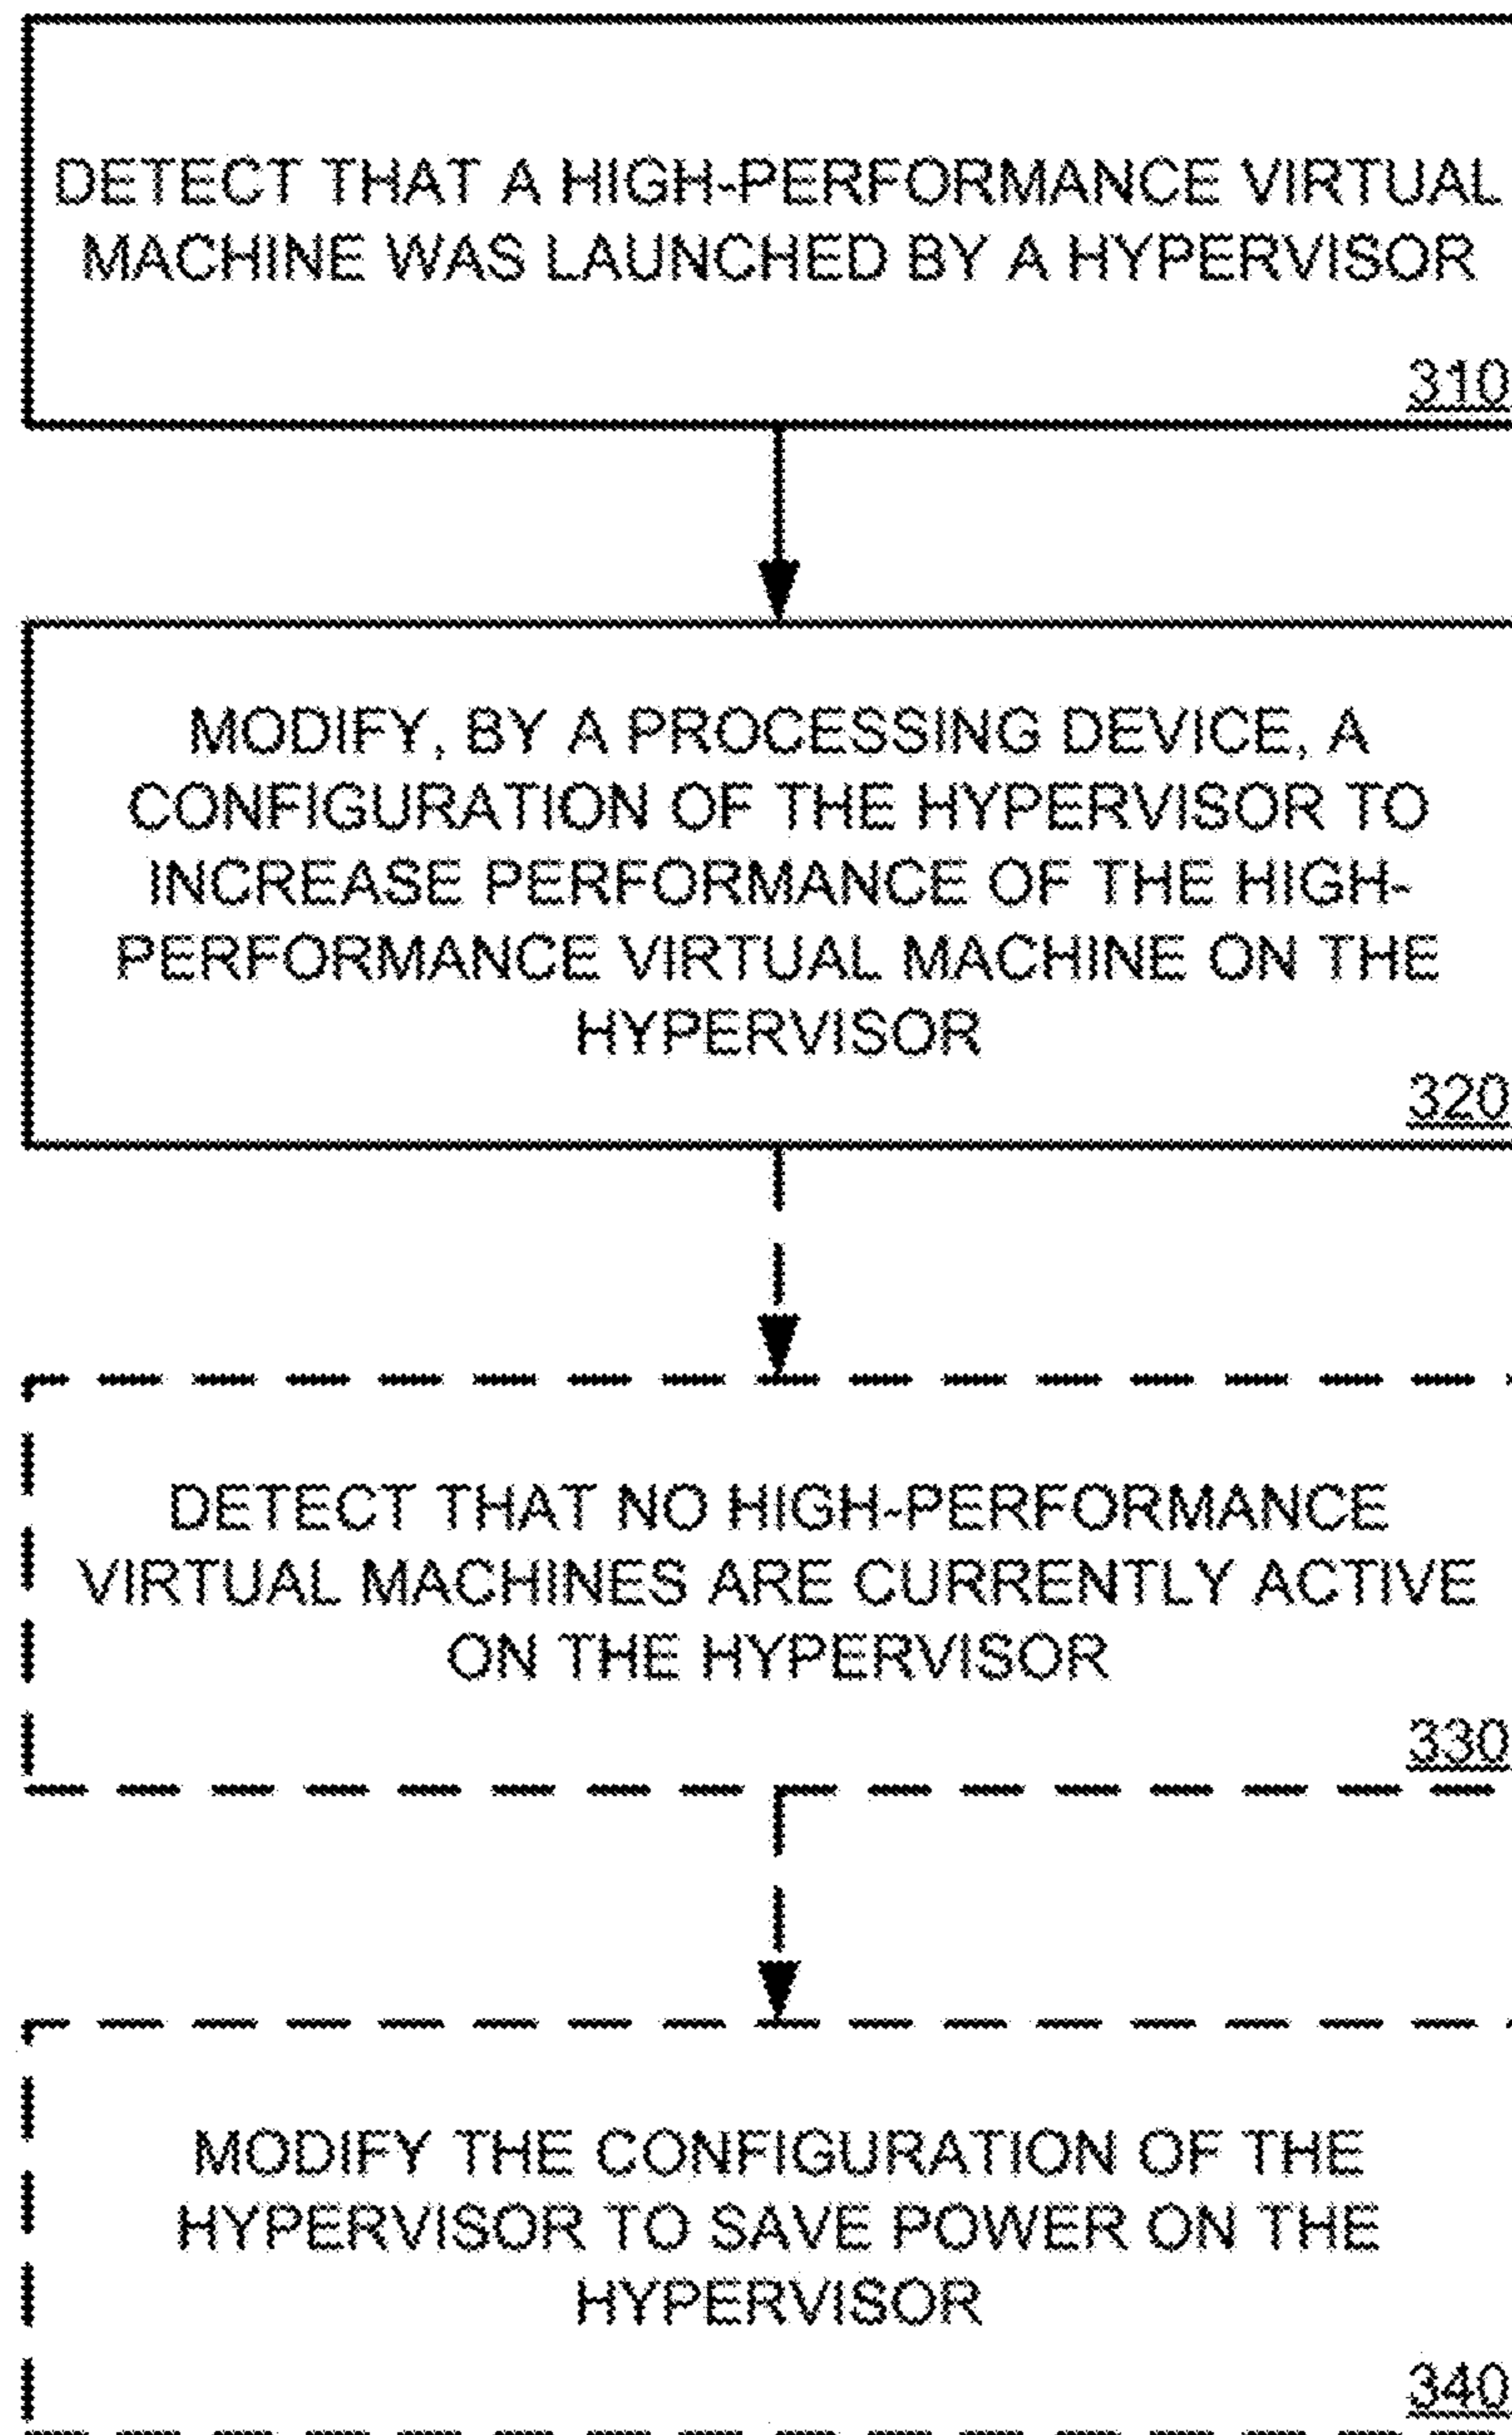 DETECT THAT A HIGH-PERFORMANCE VIRTUAL
MACHINE WAS LAUNCHED BY A HYPERVISOR
310
MODIFY, BY A PROCESSING DEVICE, A
CONFIGURATION OF THE HYPERVISOR TO
INCREASE PERFORMANCE OF THE HIGH-
PERFORMANCE VIRTUAL MACHINE ON THE
HYPERVISOR
320
DETECT THAT NO HIGH-PERFORMANCE
VIRTUAL MACHINES ARE CURRENTLY ACTIVE
ON THE HYPERVISOR
330
MODIFY THE CONFIGURATION OF THE
HYPERVISOR TO SAVE POWER ON THE
HYPERVISOR
340